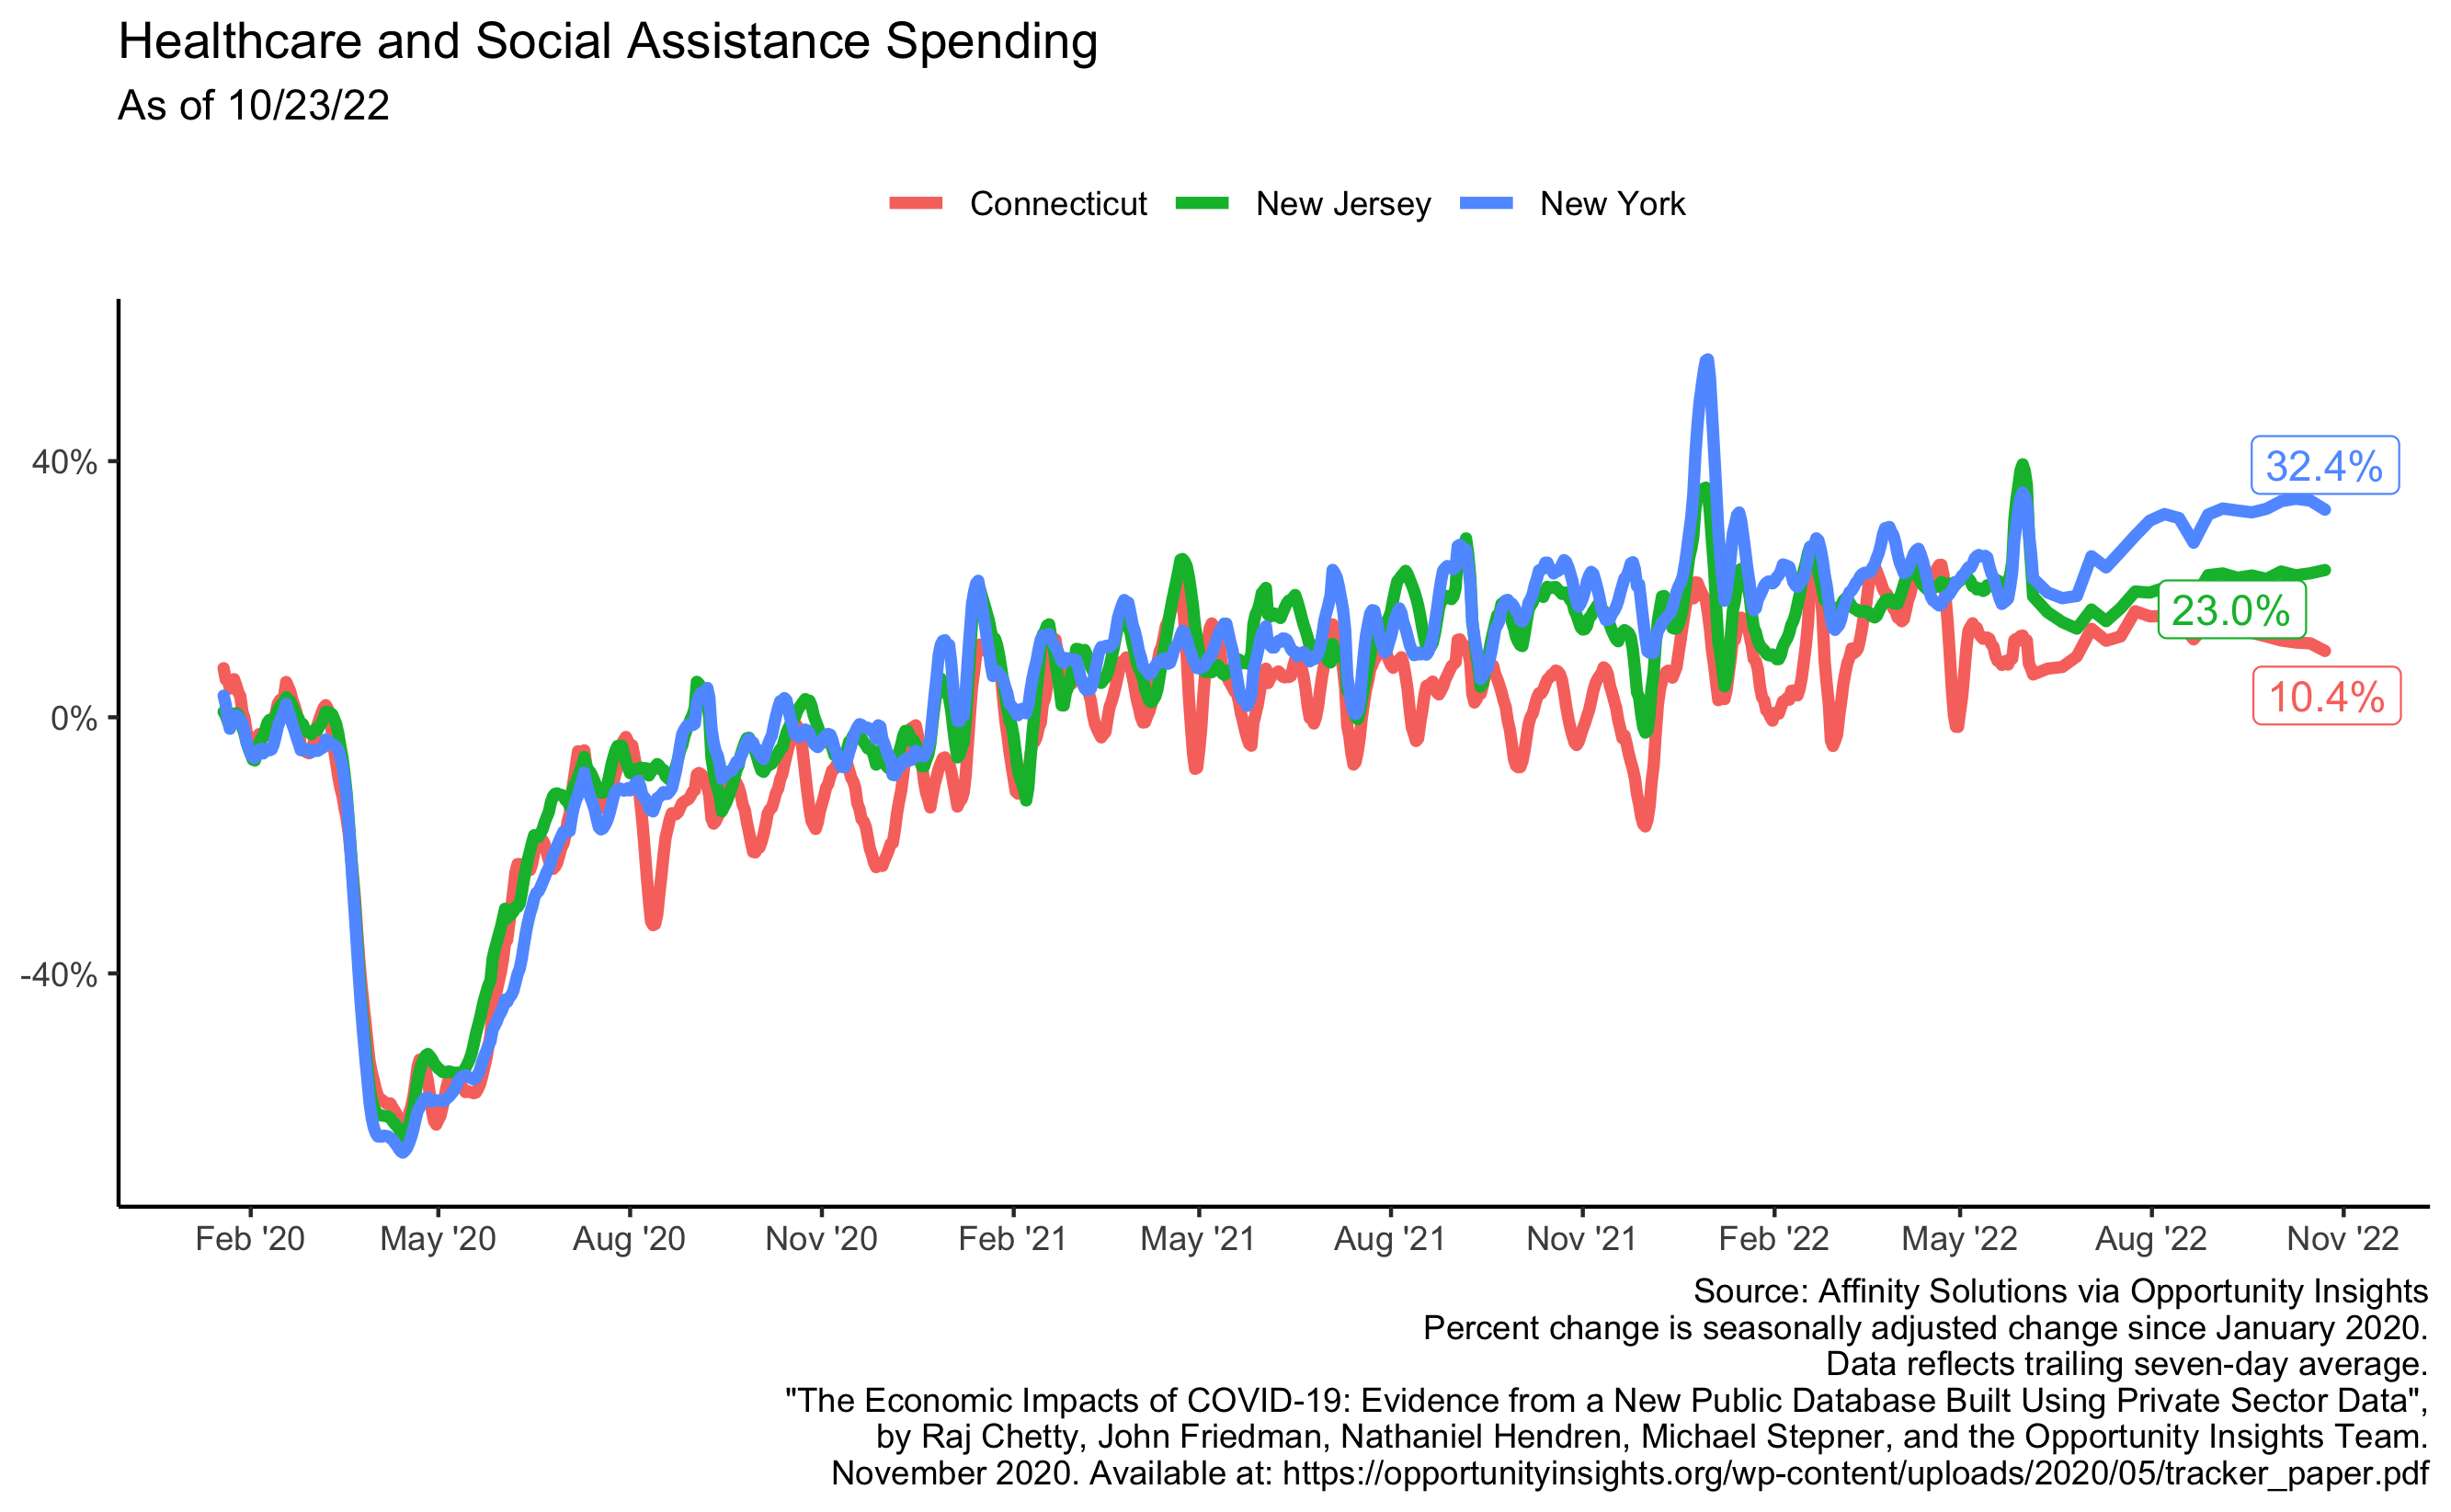 Healthcare and Social Assistance Spending
As of 10/23/22
Connecticut New Jersey New York
40%
0%
-40%
32.4%
23.0%
10.4%
Feb '20 May '20 Aug '20 Nov '20 Feb '21 May '21 Aug '21 Nov '21 Feb '22 May '22 Aug '22 Nov '22
Source: Affinity Solutions via Opportunity Insights
Percent change is seasonally adjusted change since January 2020.
Data reflects trailing seven-day average.
"The Economic Impacts of COVID-19: Evidence from a New Public Database Built Using Private Sector Data",
by Raj Chetty, John Friedman, Nathaniel Hendren, Michael Stepner, and the Opportunity Insights Team.
November 2020. Available at: https://opportunityinsights.org/wp-content/uploads/2020/05/tracker_paper.pdf